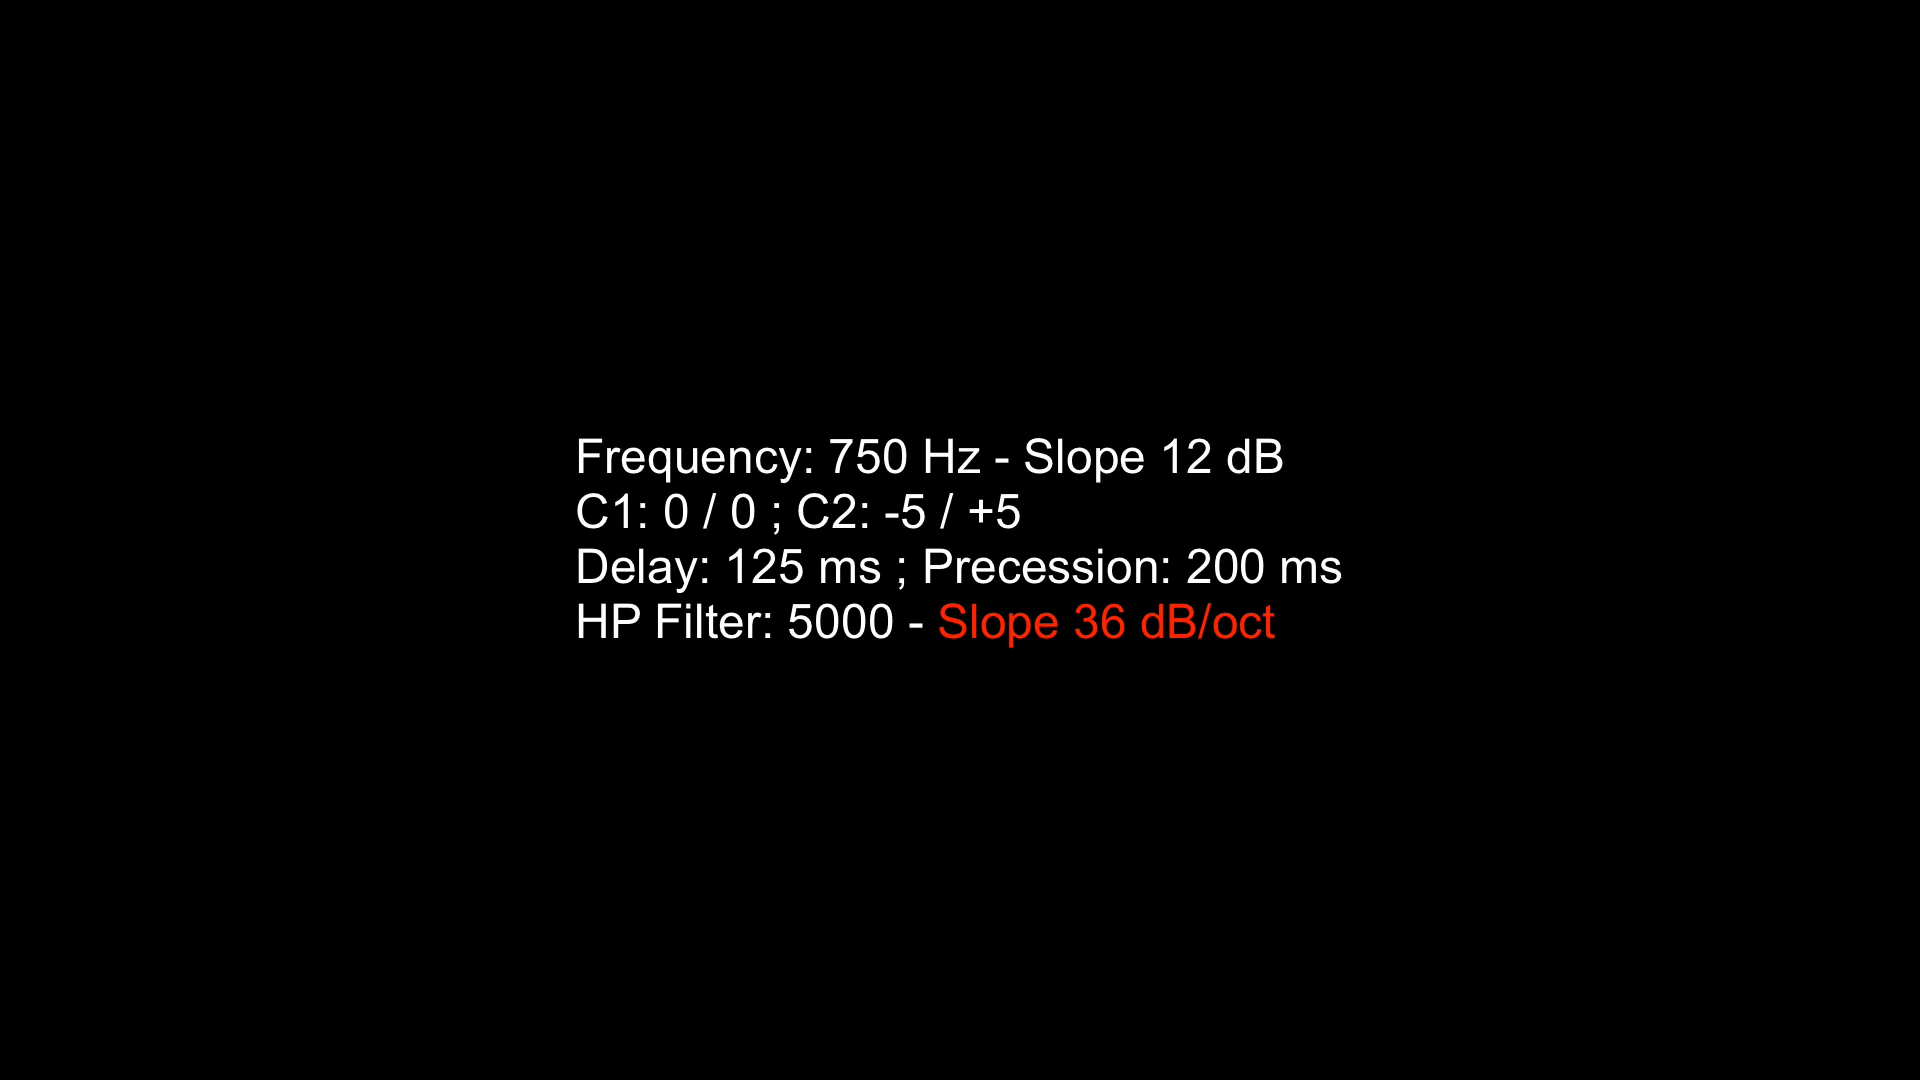 Frequency: 750 Hz - Slope 12 dB
C1: 0 / 0 ; C2: -5 / +5
Delay: 125 ms ; Precession: 200 ms
HP Filter: 5000 - Slope 36 dB/oct